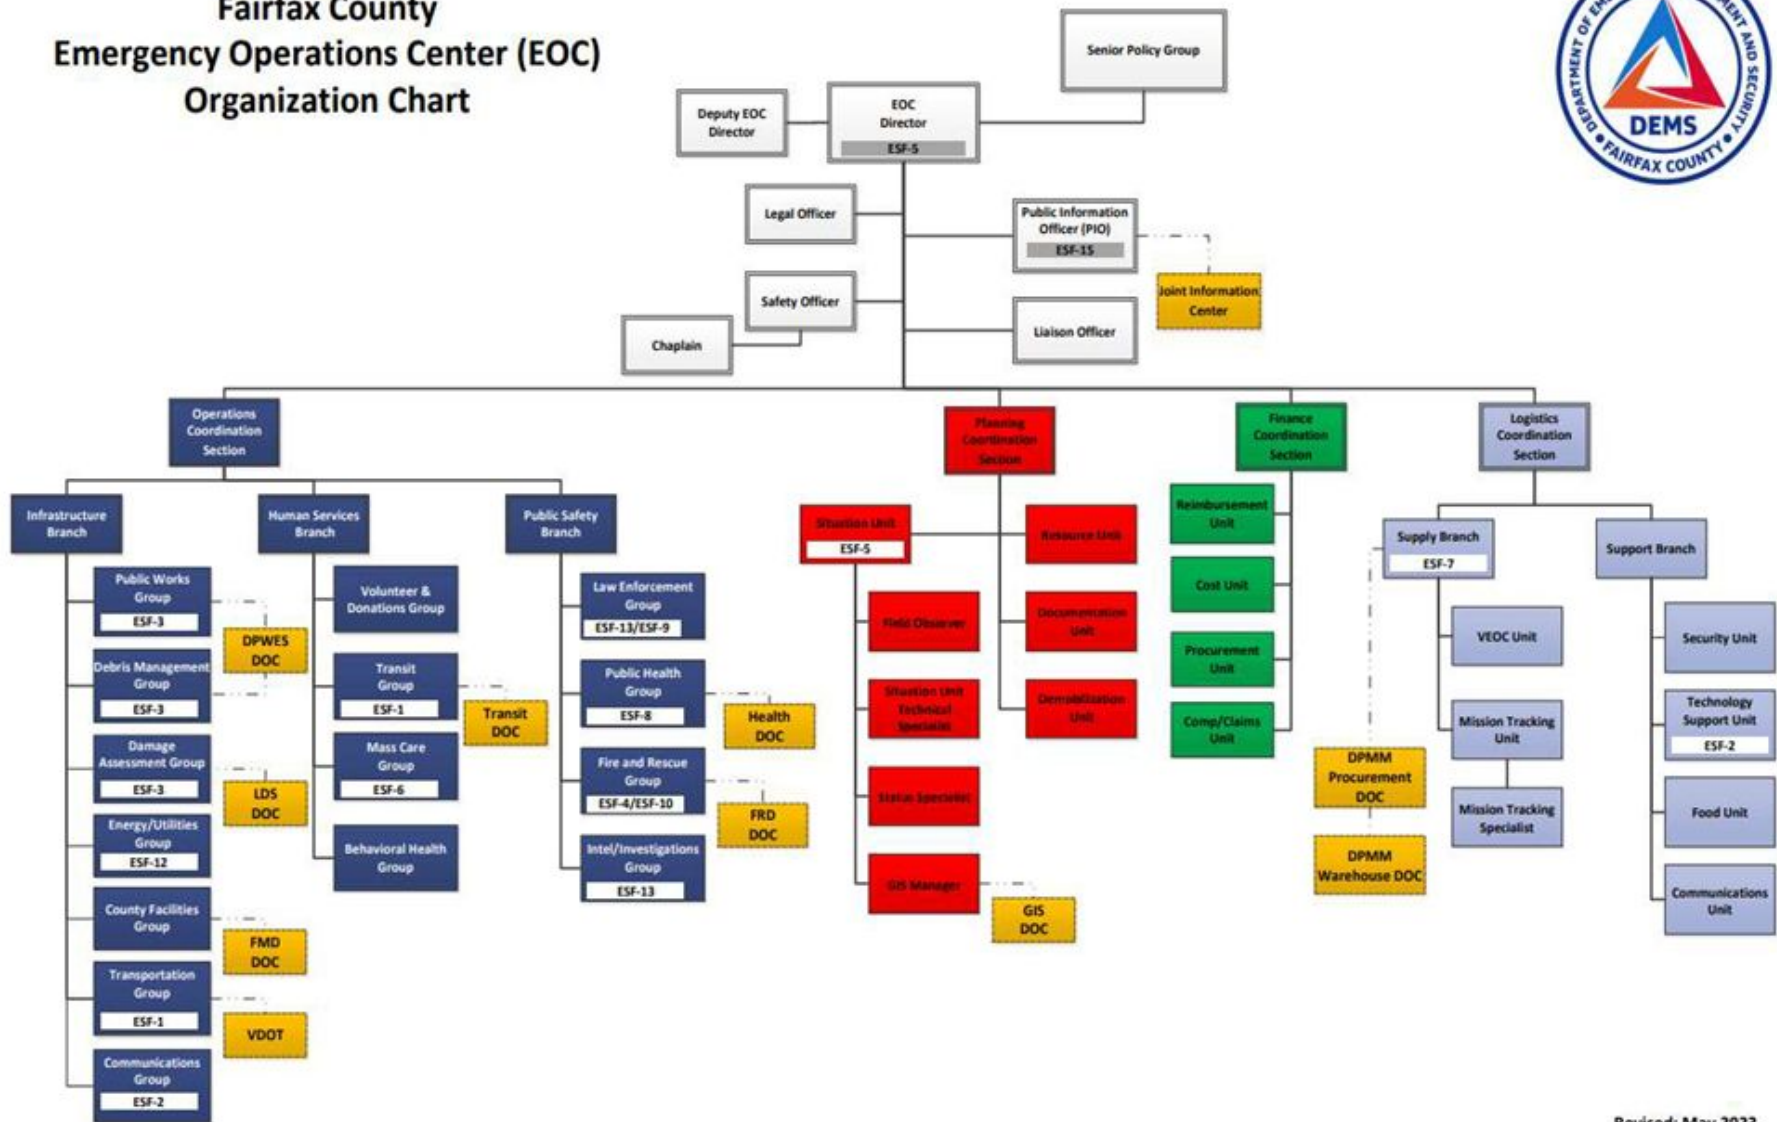 Fairfax County
Emergency Operations Center (EOC)
Organization Chart
Senior Policy Group
EOC
Director
ESF-5
Deputy EOC
Director
DEMS
FAIRFAX COUNTY
Legal Officer
Public Information
Officer (PIO)
ESF-15
Joint Information
Center
Safety Officer
Chaplain
Liaison Officer
Operations
Coordination
Section
Planning
Coordination
Section
Finance
Coordination
Section
Logistics
Coordination
Section
Infrastructure
Branch
Public Works
Group
ESF-3
DPWES
DOC
Debris Management
Group
ESF-3
Damage
Assessment Group
ESF-3
LDS
DOC
Energy/Utilities
Group
ESF-12
County Facilities
Group
FMD
DOC
Transportation
Group
ESF-1
VDOT
Communications
Group
ESF-2
Human Services
Branch
Volunteer &
Donations Group
Transit
Group
ESF-1
Transit
DOC
Mass Care
Group
ESF-6
Behavioral Health
Group
Public Safety
Branch
Law Enforcement
Group
ESF-13/ESF-9
Public Health
Group
ESF-8
Health
DOC
Fire and Rescue
Group
ESF-4/ESF-10
FRD
DOC
Intel/Investigations
Group
ESF-13
Situation Unit
ESF-5
Field Observer
Situation Unit
Technical
Specialist
Status Specialist
GIS Manager
GIS
DOC
Resource Unit
Documentation
Unit
Demobilization
Unit
Reimbursement
Unit
Cost Unit
Procurement
Unit
Comp/Claims
Unit
Supply Branch
ESF-7
VEOC Unit
Mission Tracking
Unit
Mission Tracking
Specialist
DPMM
Procurement
DOC
DPMM
Warehouse DOC
Support Branch
Security Unit
Technology
Support Unit
ESF-2
Food Unit
Communications
Unit